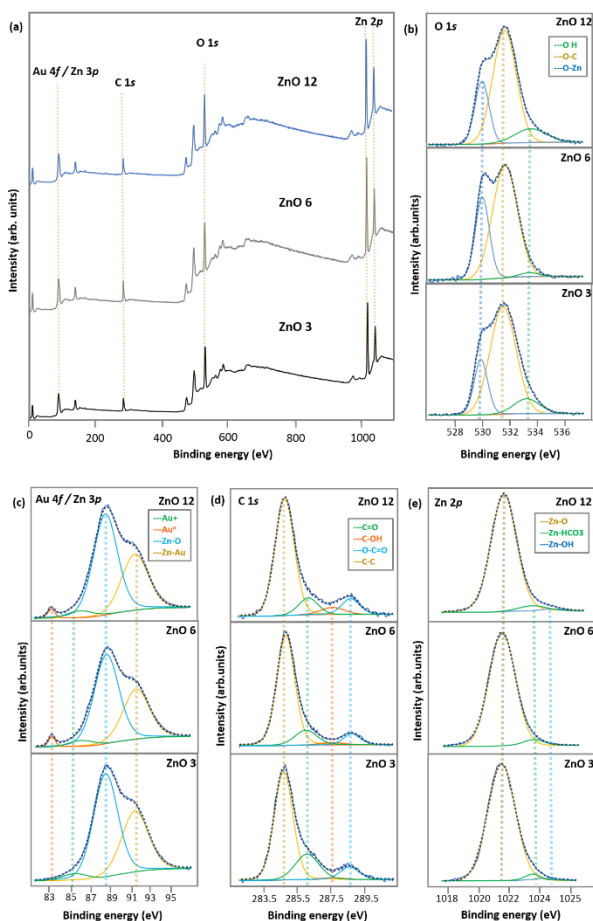 (a)
Zn 2p
Au 4f / Zn 3p
C 1s
O 1s
ZnO 12
ZnO 6
ZnO 3
Intensity (arb. units)
0 200 400 600 800 1000
Binding energy (eV)
(b)
O 1s
ZnO 12
O H
O-C
O-Zn
ZnO 6
ZnO 3
Intensity (arb. units)
528 530 532 534 536
Binding energy (eV)
(c)
Au 4f / Zn 3p
ZnO 12
Au+
Au°
Zn-O
Zn-Au
ZnO 6
ZnO 3
Intensity (arb.units)
83 85 87 89 91 93 95
Binding energy (eV)
(d)
C 1s
ZnO 12
C=O
C-OH
O-C=O
C-C
ZnO 6
ZnO 3
Intensity (arb.units)
283.5 285.5 287.5 289.5
Binding energy (eV)
(e)
Zn 2p
ZnO 12
Zn-O
Zn-HCO3
Zn-OH
ZnO 6
ZnO 3
Intensity (arb.units)
1018 1020 1022 1025
Binding energy (eV)